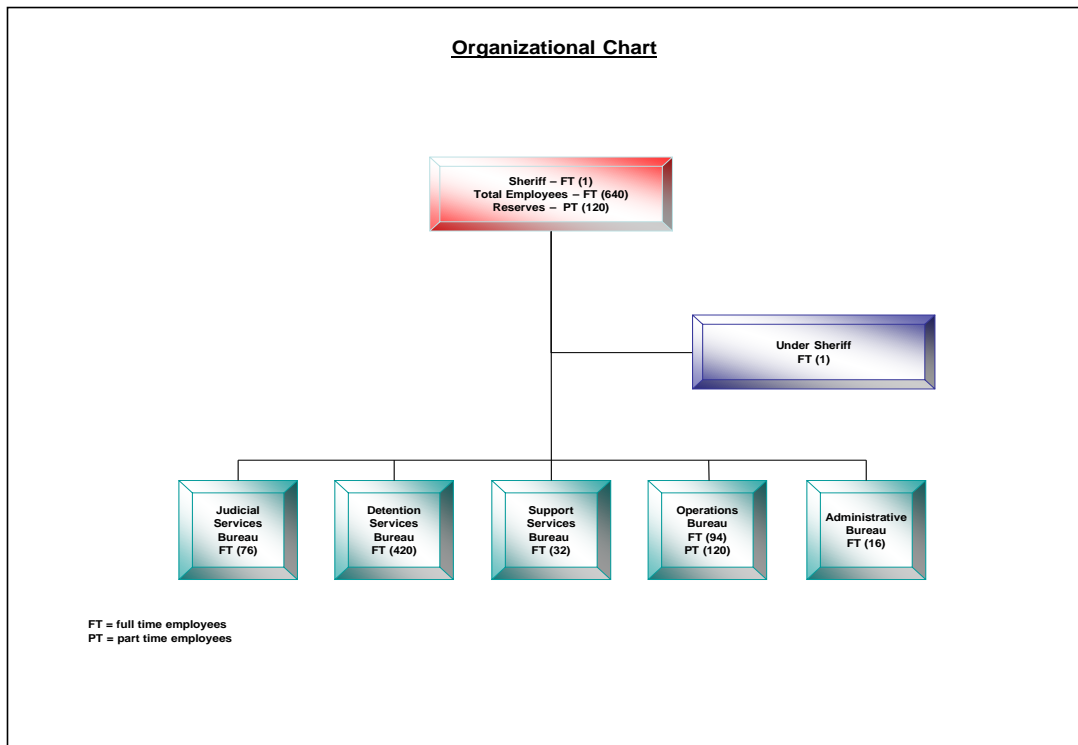 Organizational Chart
Sheriff – FT (1)
Total Employees – FT (640)
Reserves – PT (120)
Under Sheriff
FT (1)
Judicial
Services
Bureau
FT (76)
Detention
Services
Bureau
FT (420)
Support
Services
Bureau
FT (32)
Operations
Bureau
FT (94)
PT (120)
Administrative
Bureau
FT (16)
FT = full time employees
PT = part time employees